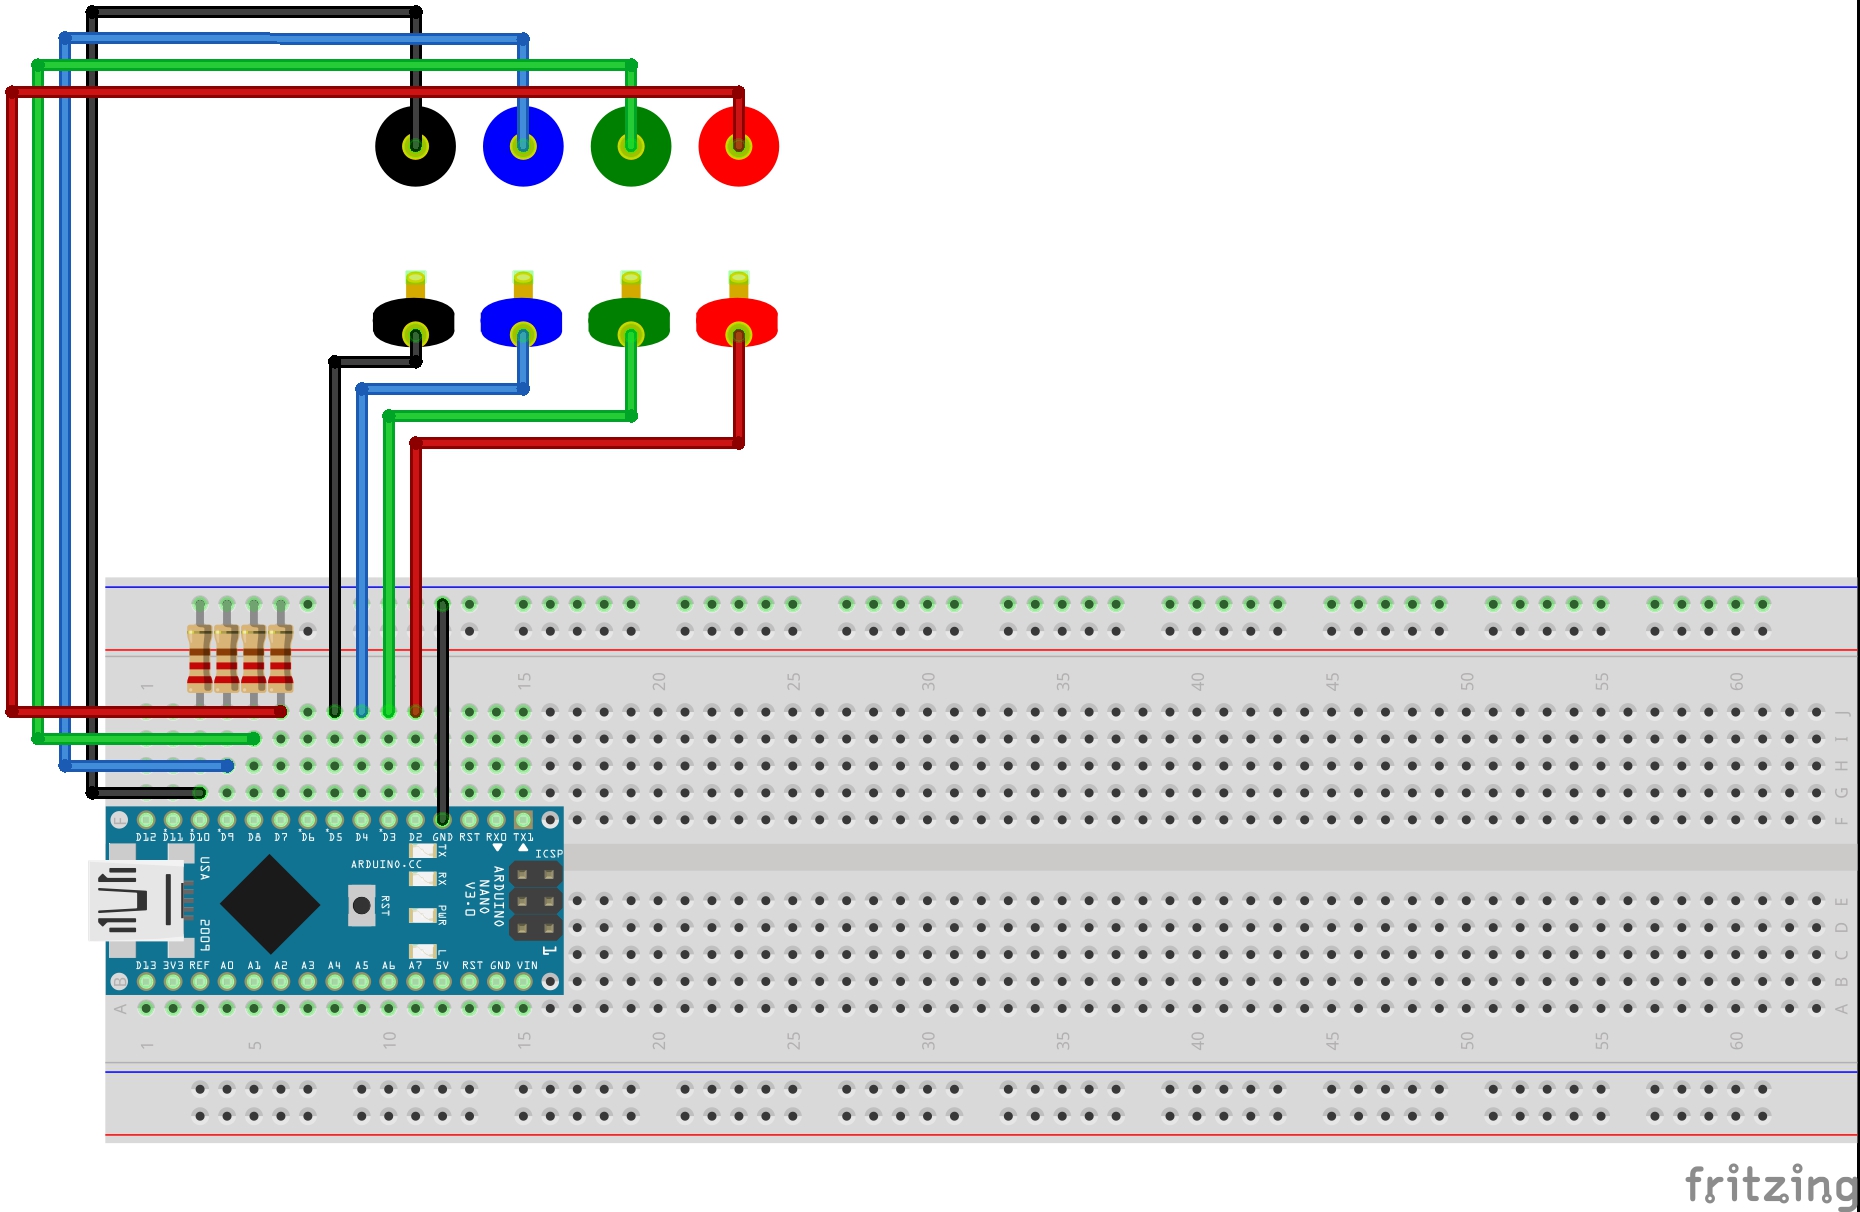 1 15 20 25 30 35 40 45 50 55 60
J
I
H
G
F F
D12 D11 D10 D9 D8 D7 D6 D5 D4 D3 D2 GND RST RX0 TX1
TX
ICSP
ARDUINO.CC
USA
RX
ARDUINO
NANO
V3.0
RST
PWR
2009
L
1
E
D
C
D13 3V3 REF A0 A1 A2 A3 A4 A5 A6 A7 5V RST GND VIN
B B
A A
1 5 10 15 20 25 30 35 40 45 50 55 60
fritzing